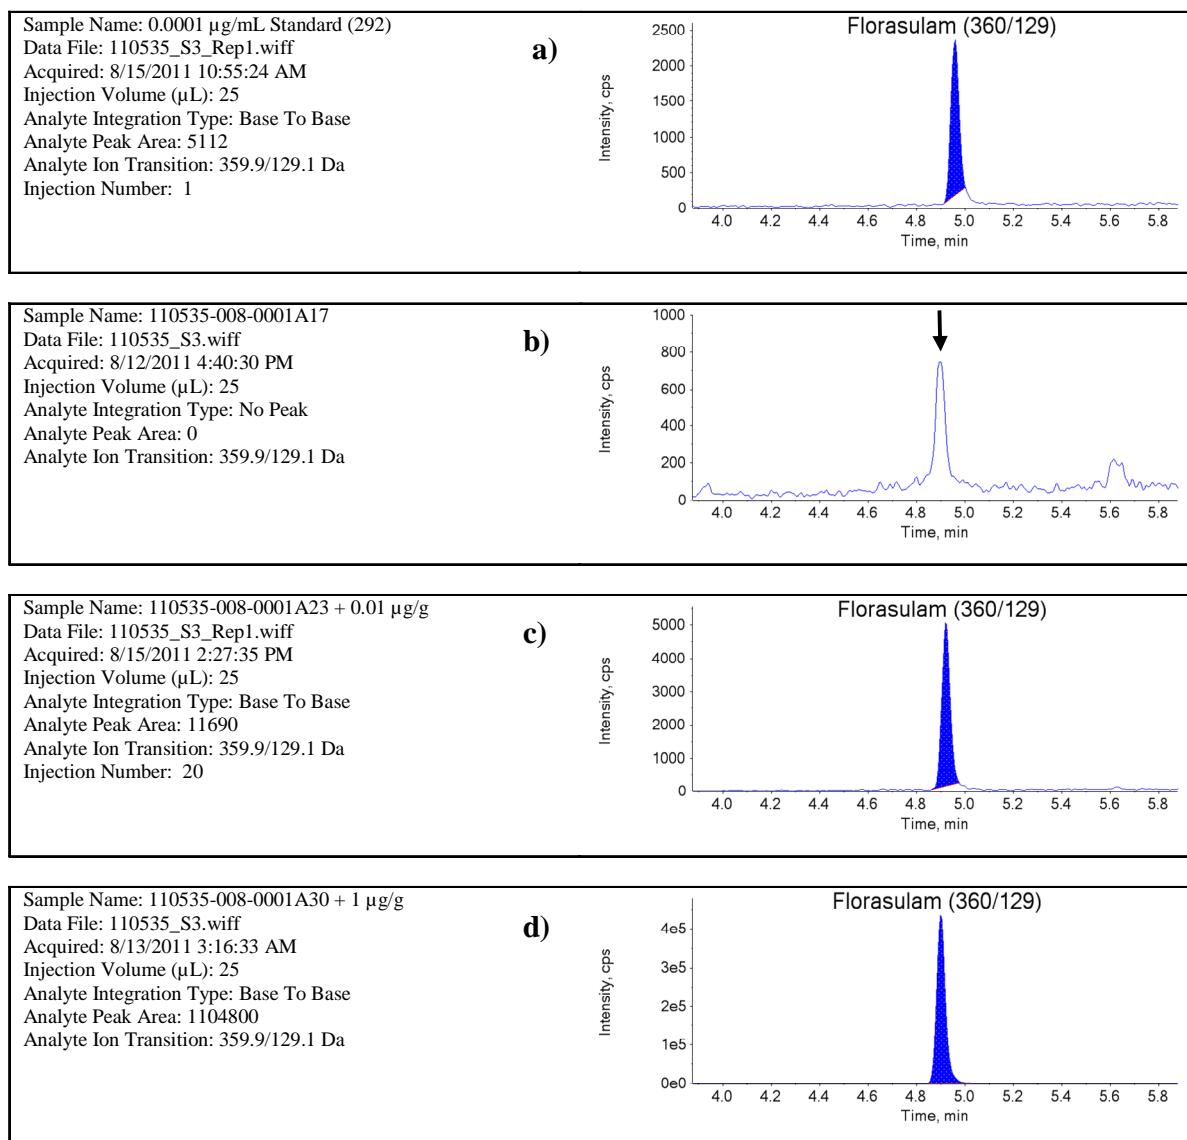 Sample Name: 0.0001 µg/mL Standard (292)
Data File: 110535_S3_Rep1.wiff
Acquired: 8/15/2011 10:55:24 AM
Injection Volume (µL): 25
Analyte Integration Type: Base To Base
Analyte Peak Area: 5112
Analyte Ion Transition: 359.9/129.1 Da
Injection Number: 1
a)
Florasulam (360/129)
Intensity, cps
2500
2000
1500
1000
500
0
4.0 4.2 4.4 4.6 4.8 5.0 5.2 5.4 5.6 5.8
Time, min
Sample Name: 110535-008-0001A17
Data File: 110535_S3.wiff
Acquired: 8/12/2011 4:40:30 PM
Injection Volume (µL): 25
Analyte Integration Type: No Peak
Analyte Peak Area: 0
Analyte Ion Transition: 359.9/129.1 Da
b)
Intensity, cps
1000
800
600
400
200
0
4.0 4.2 4.4 4.6 4.8 5.0 5.2 5.4 5.6 5.8
Time, min
Sample Name: 110535-008-0001A23 + 0.01 µg/g
Data File: 110535_S3_Rep1.wiff
Acquired: 8/15/2011 2:27:35 PM
Injection Volume (µL): 25
Analyte Integration Type: Base To Base
Analyte Peak Area: 11690
Analyte Ion Transition: 359.9/129.1 Da
Injection Number: 20
c)
Florasulam (360/129)
Intensity, cps
5000
4000
3000
2000
1000
0
4.0 4.2 4.4 4.6 4.8 5.0 5.2 5.4 5.6 5.8
Time, min
Sample Name: 110535-008-0001A30 + 1 µg/g
Data File: 110535_S3.wiff
Acquired: 8/13/2011 3:16:33 AM
Injection Volume (µL): 25
Analyte Integration Type: Base To Base
Analyte Peak Area: 1104800
Analyte Ion Transition: 359.9/129.1 Da
d)
Florasulam (360/129)
Intensity, cps
4e5
3e5
2e5
1e5
0e0
4.0 4.2 4.4 4.6 4.8 5.0 5.2 5.4 5.6 5.8
Time, min